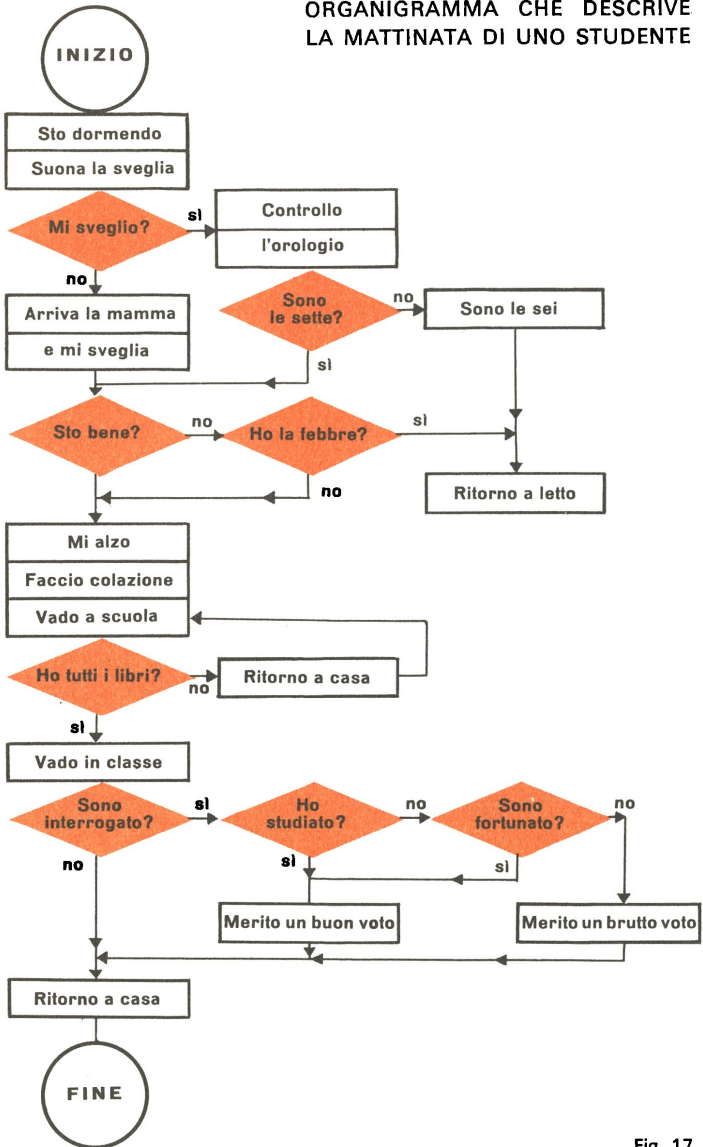 ORGANIGRAMMA CHE DESCRIVE
LA MATTINATA DI UNO STUDENTE
INIZIO
Sto dormendo
Suona la sveglia
Mi sveglio?
sì
Controllo
l'orologio
no
Arriva la mamma
e mi sveglia
Sono
le sette?
no
Sono le sei
sì
Sto bene?
no
Ho la febbre?
sì
no
Ritorno a letto
Mi alzo
Faccio colazione
Vado a scuola
Ho tutti i libri?
no
Ritorno a casa
sì
Vado in classe
Sono
interrogato?
sì
Ho
studiato?
no
Sono
fortunato?
no
no
sì
sì
Merito un buon voto
Merito un brutto voto
Ritorno a casa
FINE
Fig. 17